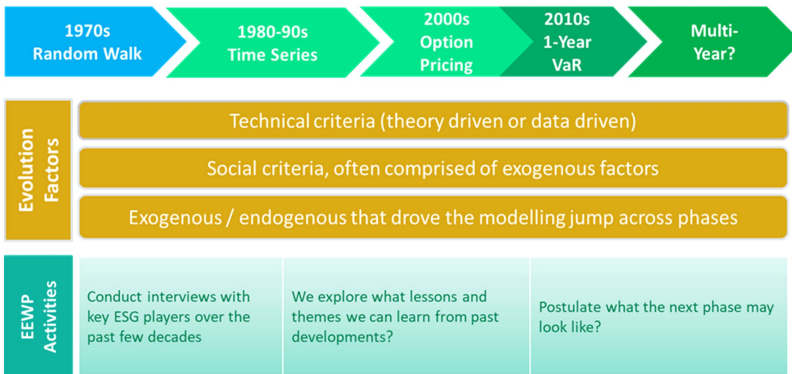 1970s
Random Walk
1980-90s
Time Series
2000s
Option
Pricing
2010s
1-Year
VaR
Multi-
Year?
Evolution
Factors
Technical criteria (theory driven or data driven)
Social criteria, often comprised of exogenous factors
Exogenous / endogenous that drove the modelling jump across phases
EEWP
Activities
Conduct interviews with
key ESG players over the
past few decades
We explore what lessons and
themes we can learn from past
developments?
Postulate what the next phase may
look like?